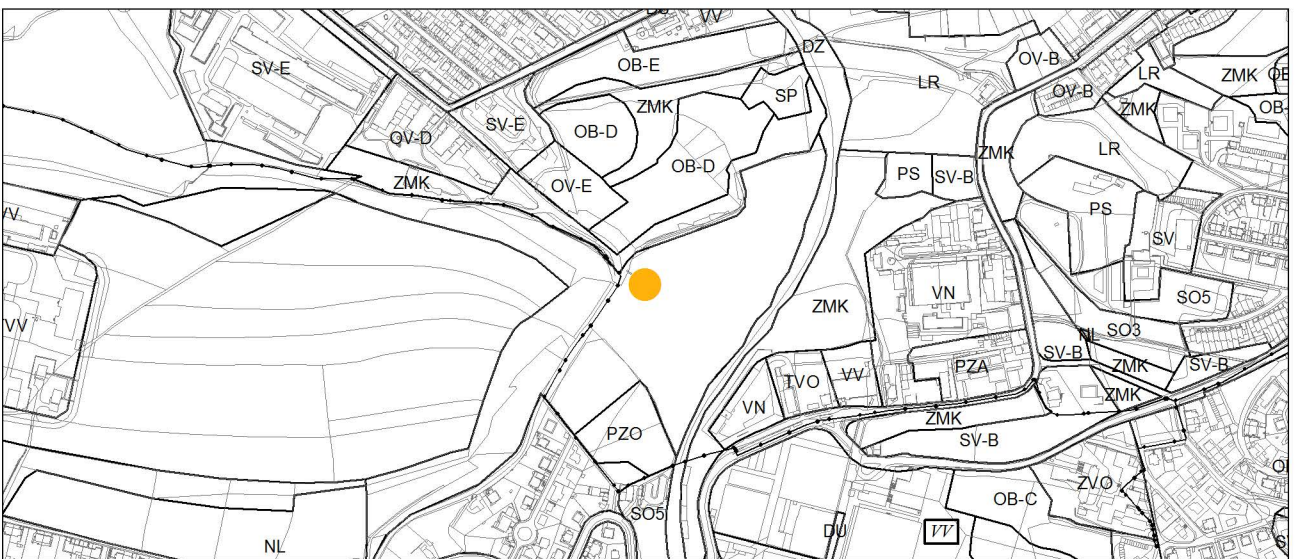 VV
DZ
OB-E
SV-E
OV-B
LR
ZMK
LR
SP
OV-B
ZMK
ZMK
SV-E
OB-D
OV-D
LR
ZMK
OB-D
ZMK
OV-E
PS
SV-B
PS
SV
VN
SO5
ZMK
SO3
NL
SV-B
PZA
ZMK
SV-B
TVO
VV
ZMK
VN
ZMK
PZO
SV-B
ZVO
OB-C
SO5
DU
VV
NL